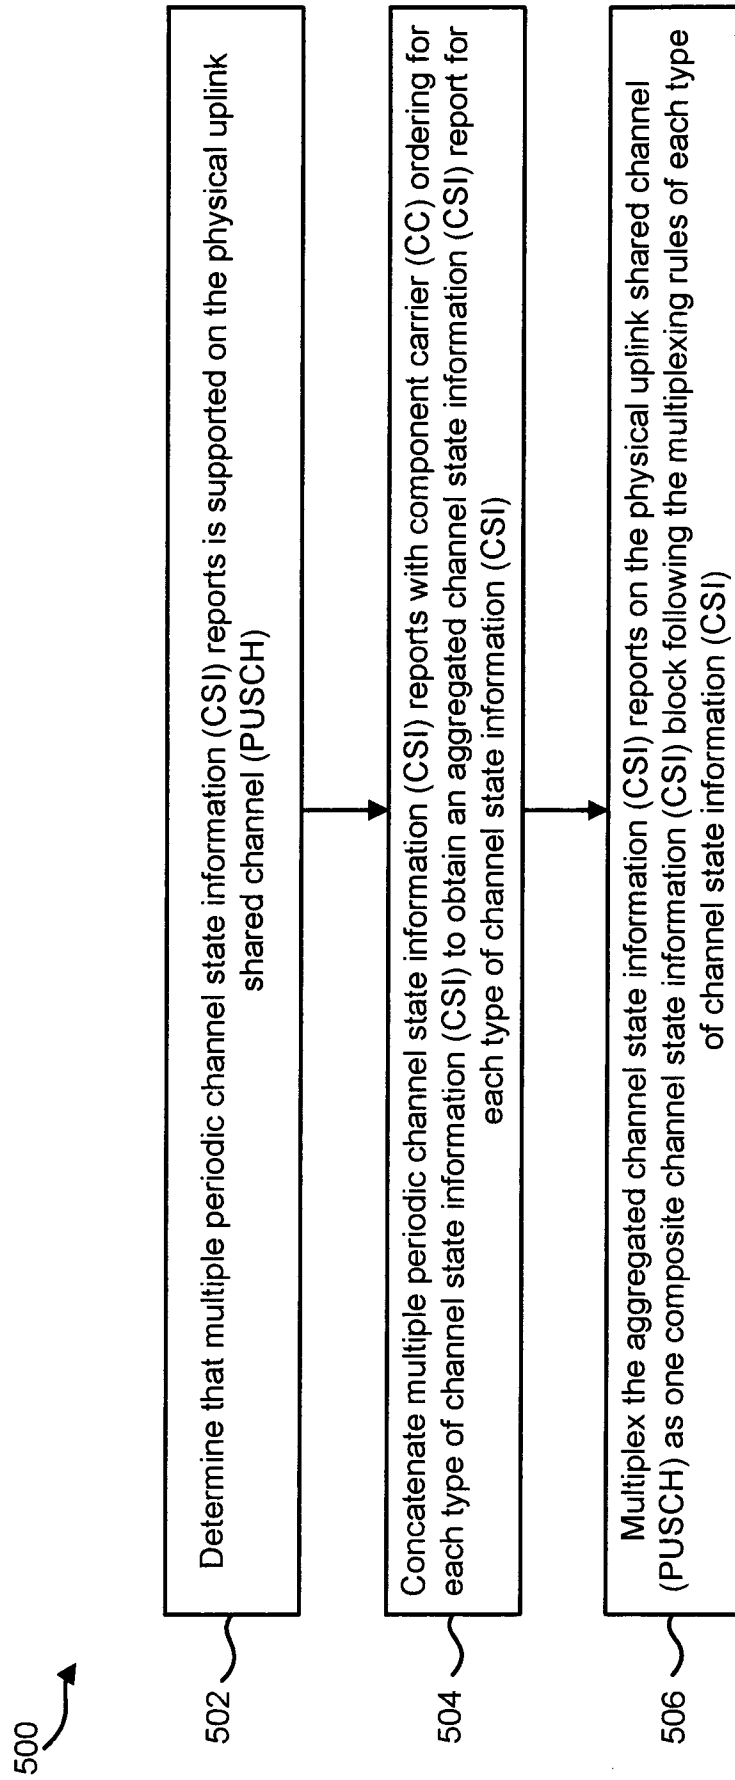 500
502
Determine that multiple periodic channel state information (CSI) reports is supported on the physical uplink
shared channel (PUSCH)
504
Concatenate multiple periodic channel state information (CSI) reports with component carrier (CC) ordering for
each type of channel state information (CSI) to obtain an aggregated channel state information (CSI) report for
each type of channel state information (CSI)
506
Multiplex the aggregated channel state information (CSI) reports on the physical uplink shared channel
(PUSCH) as one composite channel state information (CSI) block following the multiplexing rules of each type
of channel state information (CSI)